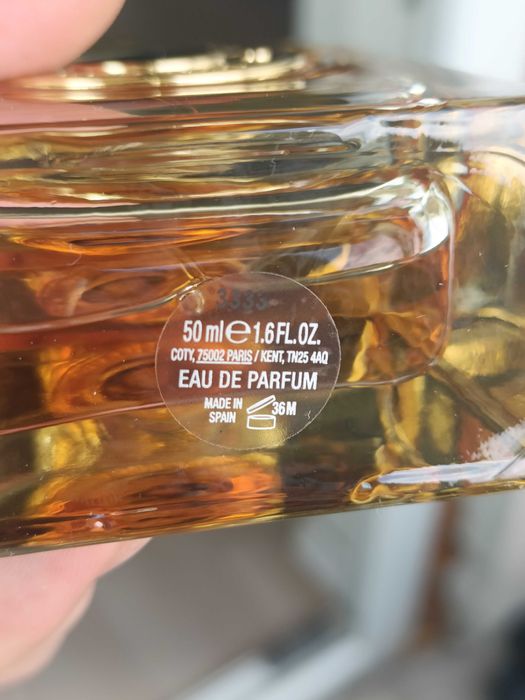 3333
50 ml e 1.6 FL.OZ.
COTY, 75002 PARIS / KENT, TN25 4AQ
EAU DE PARFUM
MADE IN
SPAIN
36M